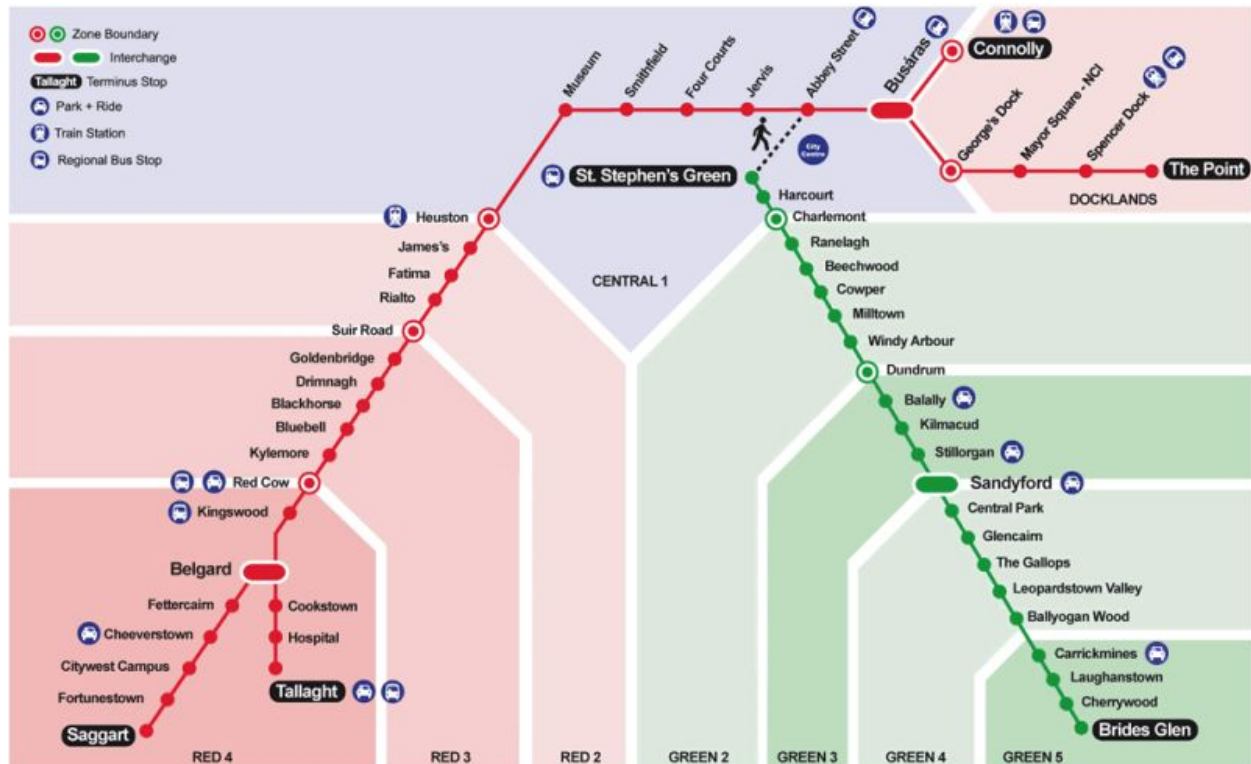 Zone Boundary
Interchange
Tallaght Terminus Stop
Park + Ride
Train Station
Regional Bus Stop
Museum
Smithfield
Four Courts
Jervis
Abbey Street
Busáras
Connolly
George's Dock
Mayor Square - NCI
Spencer Dock
The Point
DOCKLANDS
City
Centre
St. Stephen's Green
Harcourt
Charlemont
Ranelagh
Beechwood
Cowper
Milltown
Windy Arbour
Dundrum
Balally
Kilmacud
Stillorgan
Sandyford
Central Park
Glencairn
The Gallops
Leopardstown Valley
Ballyogan Wood
Carrickmines
Laughanstown
Cherrywood
Brides Glen
CENTRAL 1
Heuston
James's
Fatima
Rialto
Suir Road
Goldenbridge
Drimnagh
Blackhorse
Bluebell
Kylemore
Red Cow
Kingswood
Belgard
Fettercairn
Cheeverstown
Citywest Campus
Fortunestown
Saggart
Cookstown
Hospital
Tallaght
RED 4
RED 3
RED 2
GREEN 2
GREEN 3
GREEN 4
GREEN 5